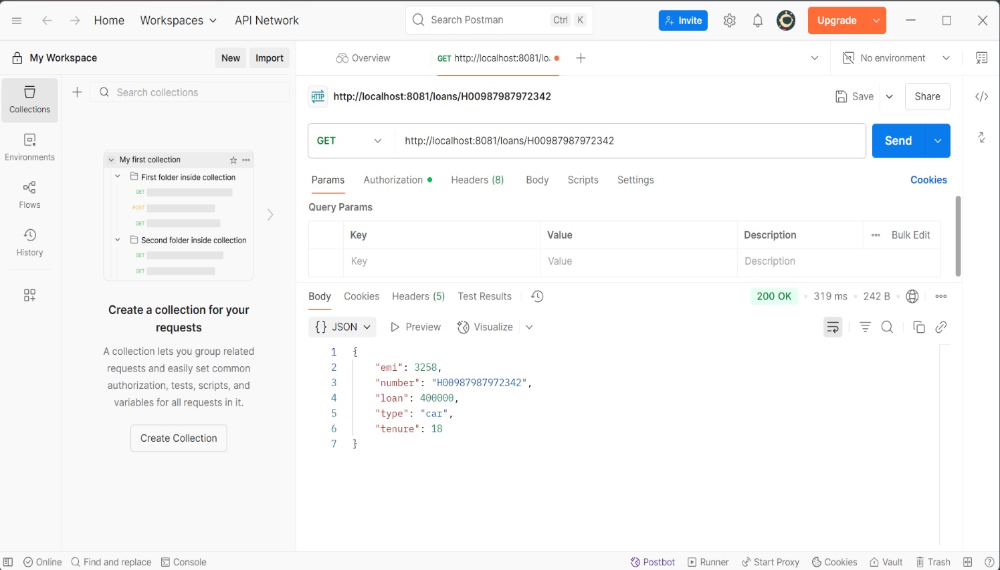 Home Workspaces API Network Search Postman Ctrl K Invite Upgrade
My Workspace New Import Overview GET http://localhost:8081/loa No environment
Collections
Search collections
HTTP http://localhost:8081/loans/H00987987972342 Save Share
GET http://localhost:8081/loans/H00987987972342 Send
Environments
Flows
History
My first collection
First folder inside collection
GET
POST
GET
Second folder inside collection
GET
GET
Create a collection for your
requests
A collection lets you group related
requests and easily set common
authorization, tests, scripts, and
variables for all requests in it.
Create Collection
Params Authorization Headers (8) Body Scripts Settings Cookies
Query Params
Key Value Description Bulk Edit
Key Value Description
Body Cookies Headers (5) Test Results 200 OK 319 ms 242 B
{} JSON Preview Visualize
1 {
2 "emi": 3258,
3 "number": "H00987987972342",
4 "loan": 400000,
5 "type": "car",
6 "tenure": 18
7 }
Online Find and replace Console Postbot Runner Start Proxy Cookies Vault Trash